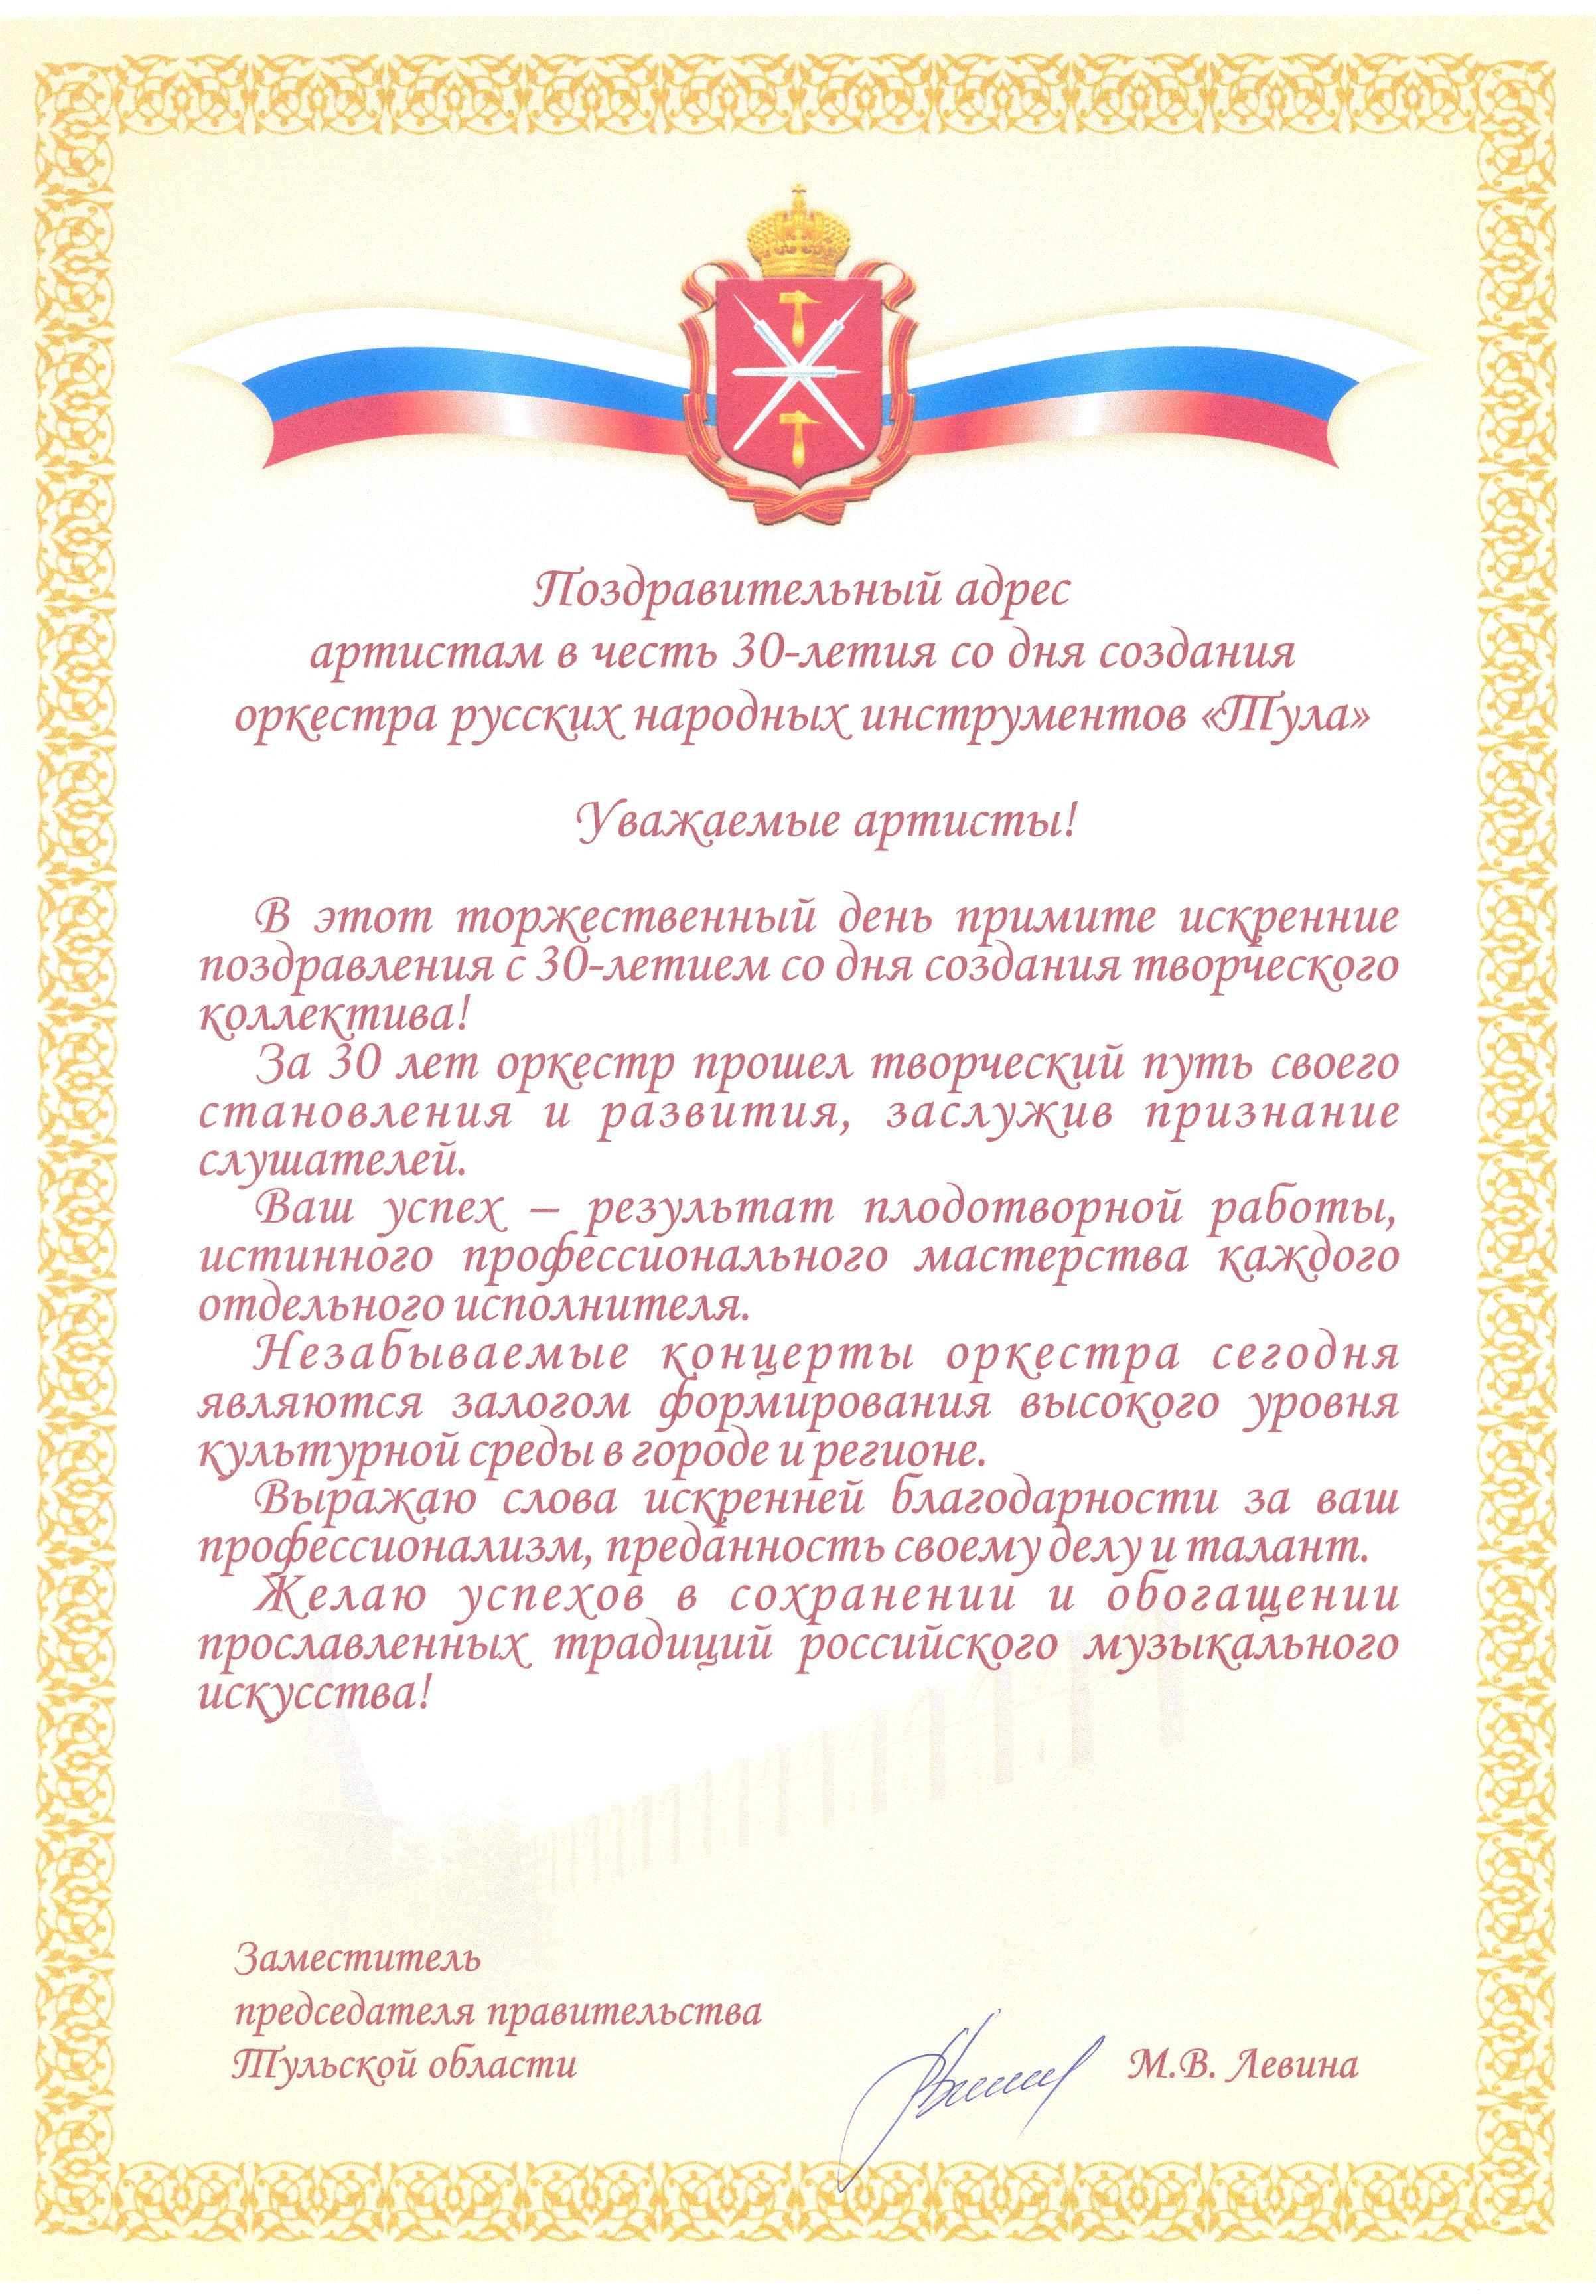 Поздравительный адрес
артистам в честь 30-летия со дня создания
оркестра русских народных инструментов «Тула»
Уважаемые артисты!
В этот торжественный день примите искренние
поздравления с 30-летием со дня создания творческого
коллектива!
За 30 лет оркестр прошел творческий путь своего
становления и развития, заслужив признание
слушателей.
Ваш успех – результат плодотворной работы,
истинного профессионального мастерства каждого
отдельного исполнителя.
Незабываемые концерты оркестра сегодня
являются залогом формирования высокого уровня
культурной среды в городе и регионе.
Выражаю слова искренней благодарности за ваш
профессионализм, преданность своему делу и талант.
Желаю успехов в сохранении и обогащении
прославленных традиций российского музыкального
искусства!
Заместитель
председателя правительства
Тульской области М.В. Левина